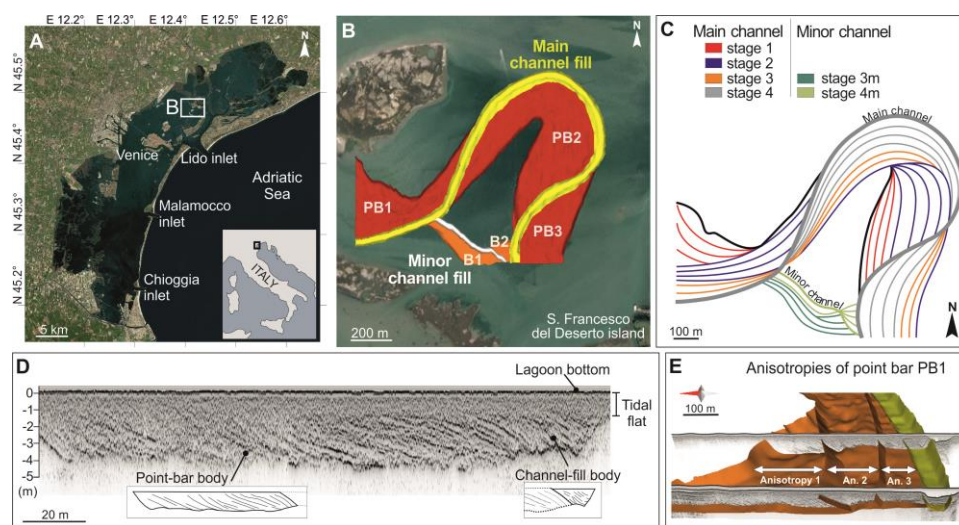 E 12.2° E 12.3° E 12.4° E 12.5° E 12.6°
A
N
N 45.5°
N 45.4°
N 45.3°
N 45.2°
B
Venice
Lido inlet
Adriatic
Sea
Malamocco
inlet
Chioggia
inlet
ITALY
5 km
B
N
Main
channel fill
PB2
PB1
PB3
B2
B1
Minor
channel fill
200 m
S. Francesco
del Deserto island
C
Main channel
stage 1
stage 2
stage 3
stage 4
Minor channel
stage 3m
stage 4m
Main channel
Minor channel
100 m
N
D
Lagoon bottom
0
-1
-2
-3
-4
-5
(m)
Tidal
flat
Point-bar body
Channel-fill body
20 m
E
Anisotropies of point bar PB1
100 m
Anisotropy 1
An. 2
An. 3